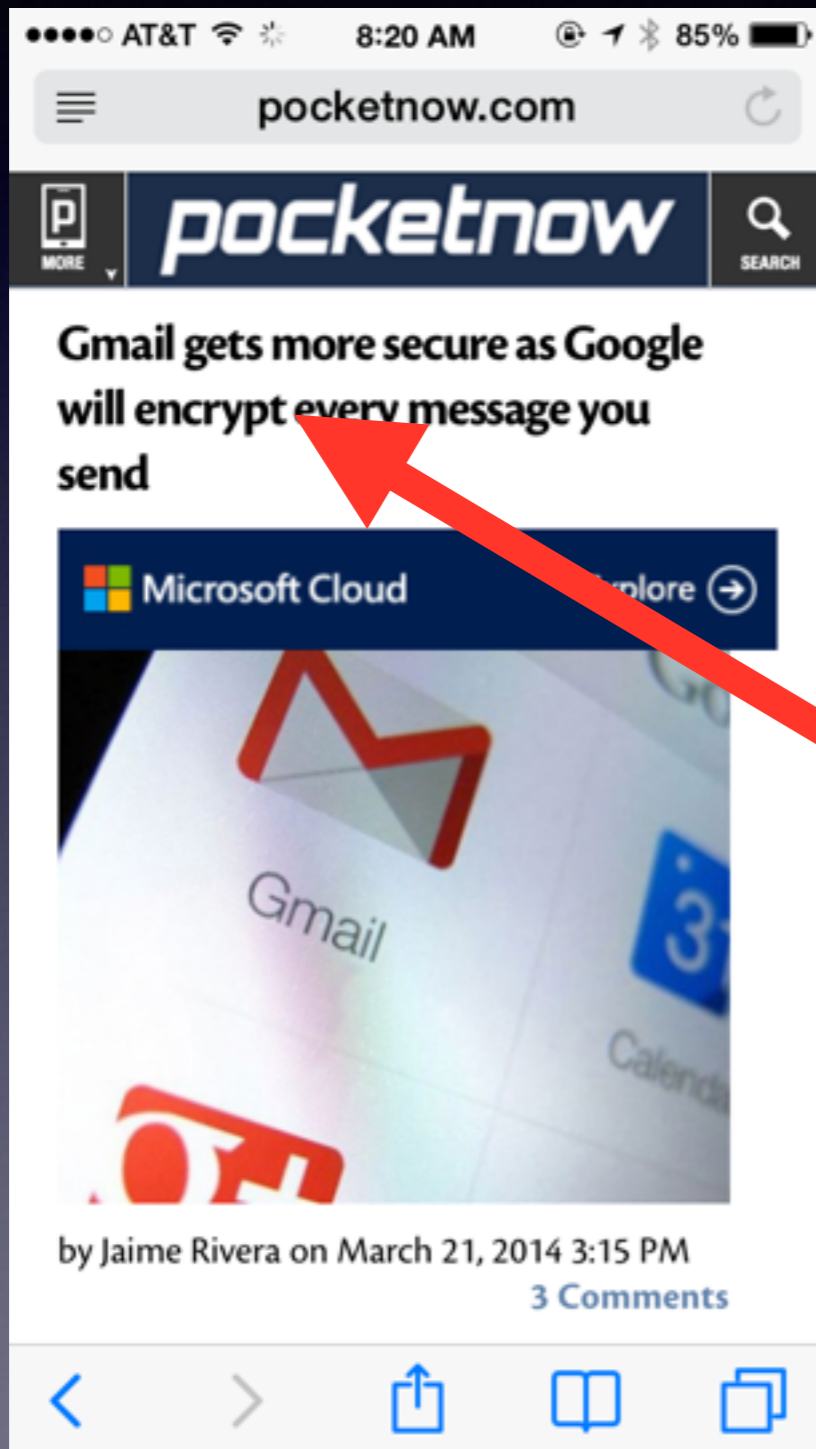 AT&T 8:20 AM 85%
pocketnow.com
P
MORE
pocketnow
SEARCH
Gmail gets more secure as Google
will encrypt every message you
send
Microsoft Cloud
Go
Gmail
31
Calenda
g+
by Jaime Rivera on March 21, 2014 3:15 PM
3 Comments